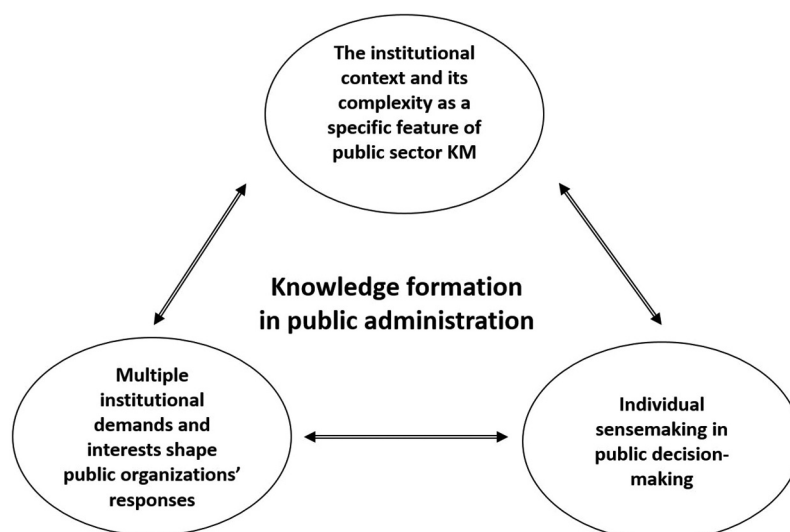 The institutional
context and its
complexity as a
specific feature of
public sector KM
Knowledge formation
in public administration
Multiple
institutional
demands and
interests shape
public organizations’
responses
Individual
sensemaking in
public decision-
making